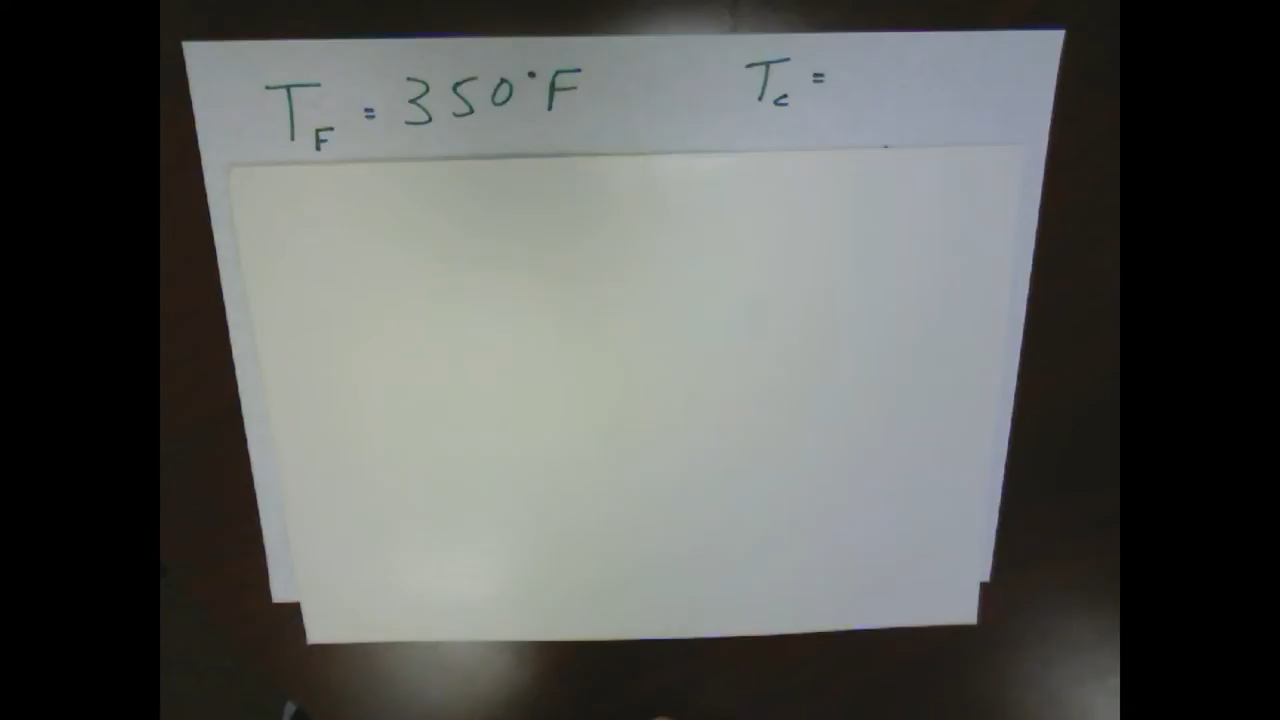 T_F = 350°F T_c =